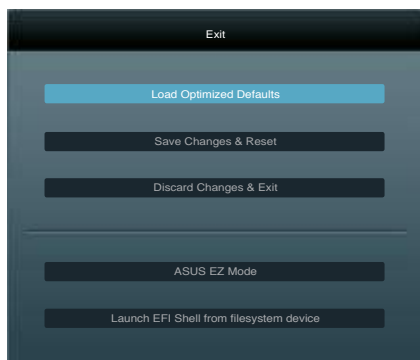 Exit
Load Optimized Defaults
Save Changes & Reset
Discard Changes & Exit
ASUS EZ Mode
Launch EFI Shell from filesystem device